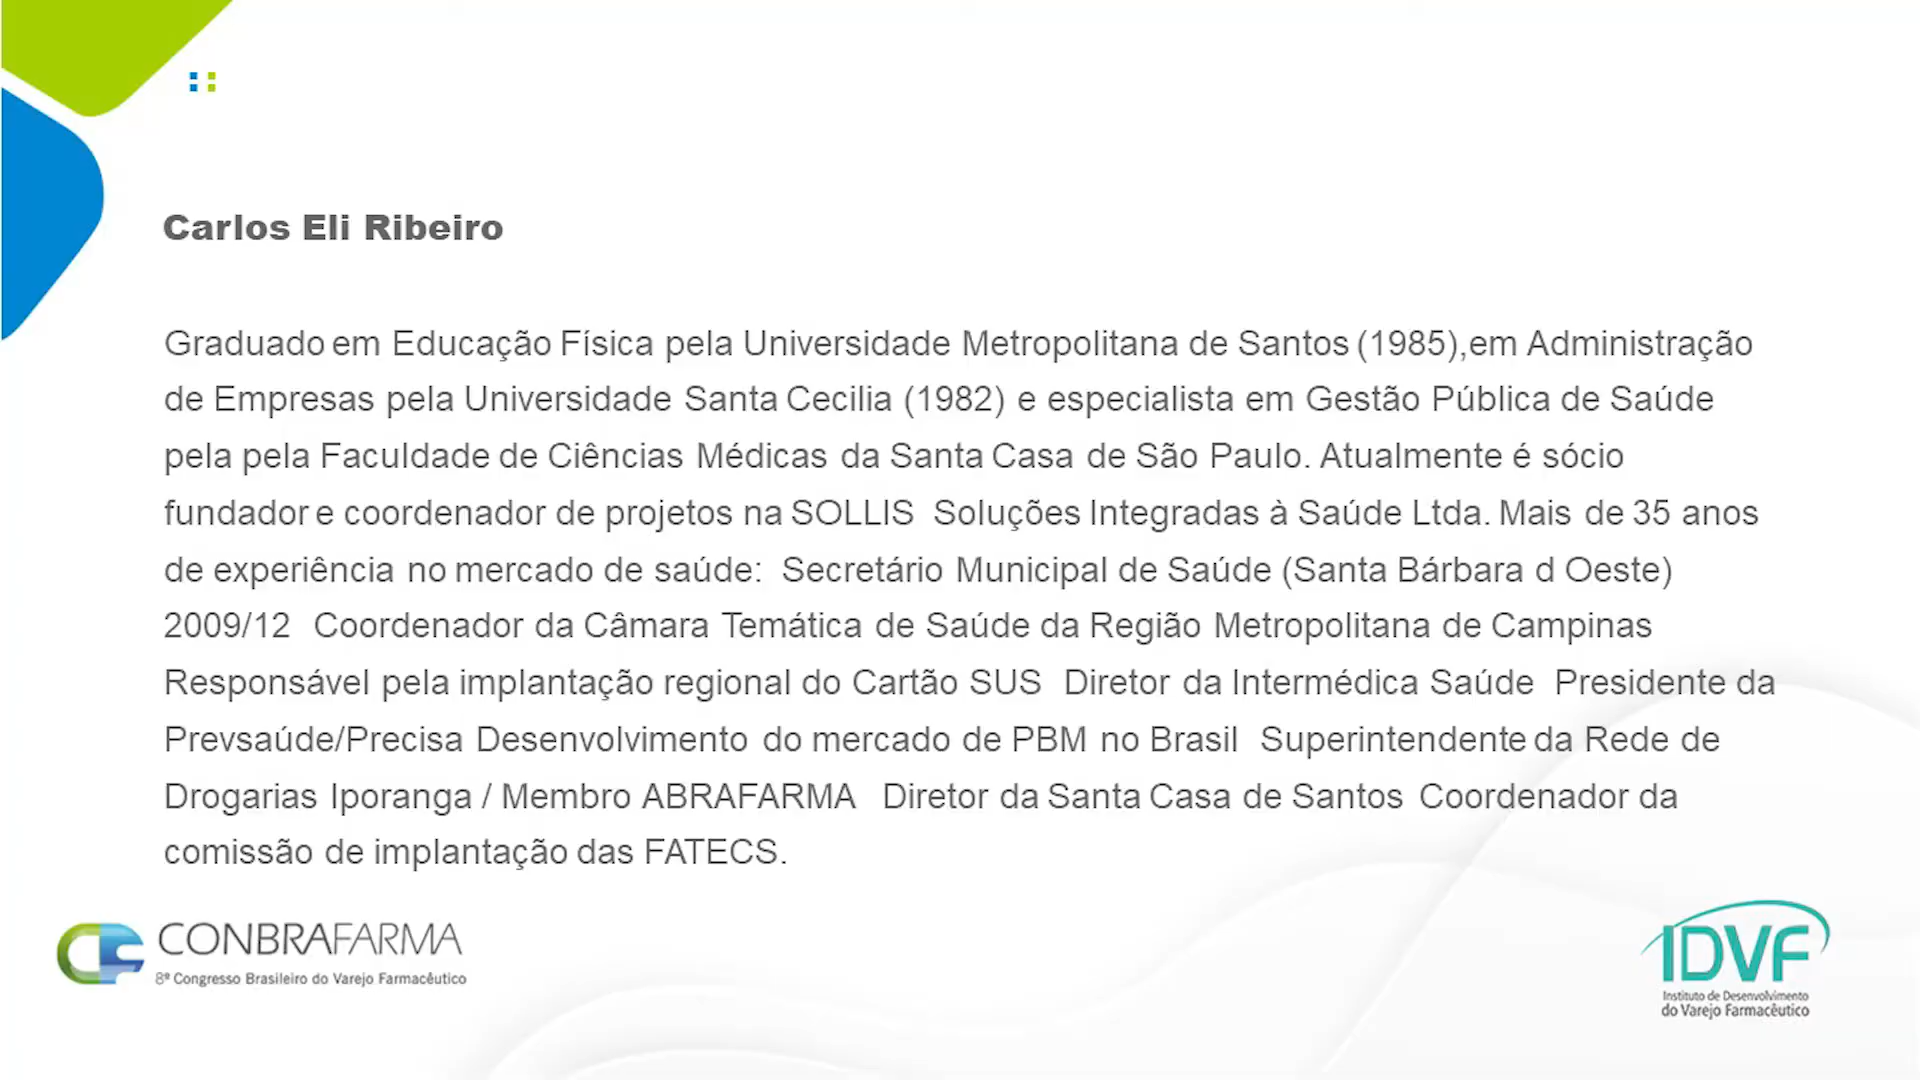 Carlos Eli Ribeiro
Graduado em Educação Física pela Universidade Metropolitana de Santos (1985),em Administração
de Empresas pela Universidade Santa Cecilia (1982) e especialista em Gestão Pública de Saúde
pela pela Faculdade de Ciências Médicas da Santa Casa de São Paulo. Atualmente é sócio
fundador e coordenador de projetos na SOLLIS  Soluções Integradas à Saúde Ltda. Mais de 35 anos
de experiência no mercado de saúde:  Secretário Municipal de Saúde (Santa Bárbara d Oeste)
2009/12  Coordenador da Câmara Temática de Saúde da Região Metropolitana de Campinas
Responsável pela implantação regional do Cartão SUS  Diretor da Intermédica Saúde  Presidente da
Prevsaúde/Precisa Desenvolvimento do mercado de PBM no Brasil  Superintendente da Rede de
Drogarias Iporanga / Membro ABRAFARMA  Diretor da Santa Casa de Santos  Coordenador da
comissão de implantação das FATECS.
CONBRAFARMA
8º Congresso Brasileiro do Varejo Farmacêutico
IDVF
Instituto de Desenvolvimento
do Varejo Farmacêutico